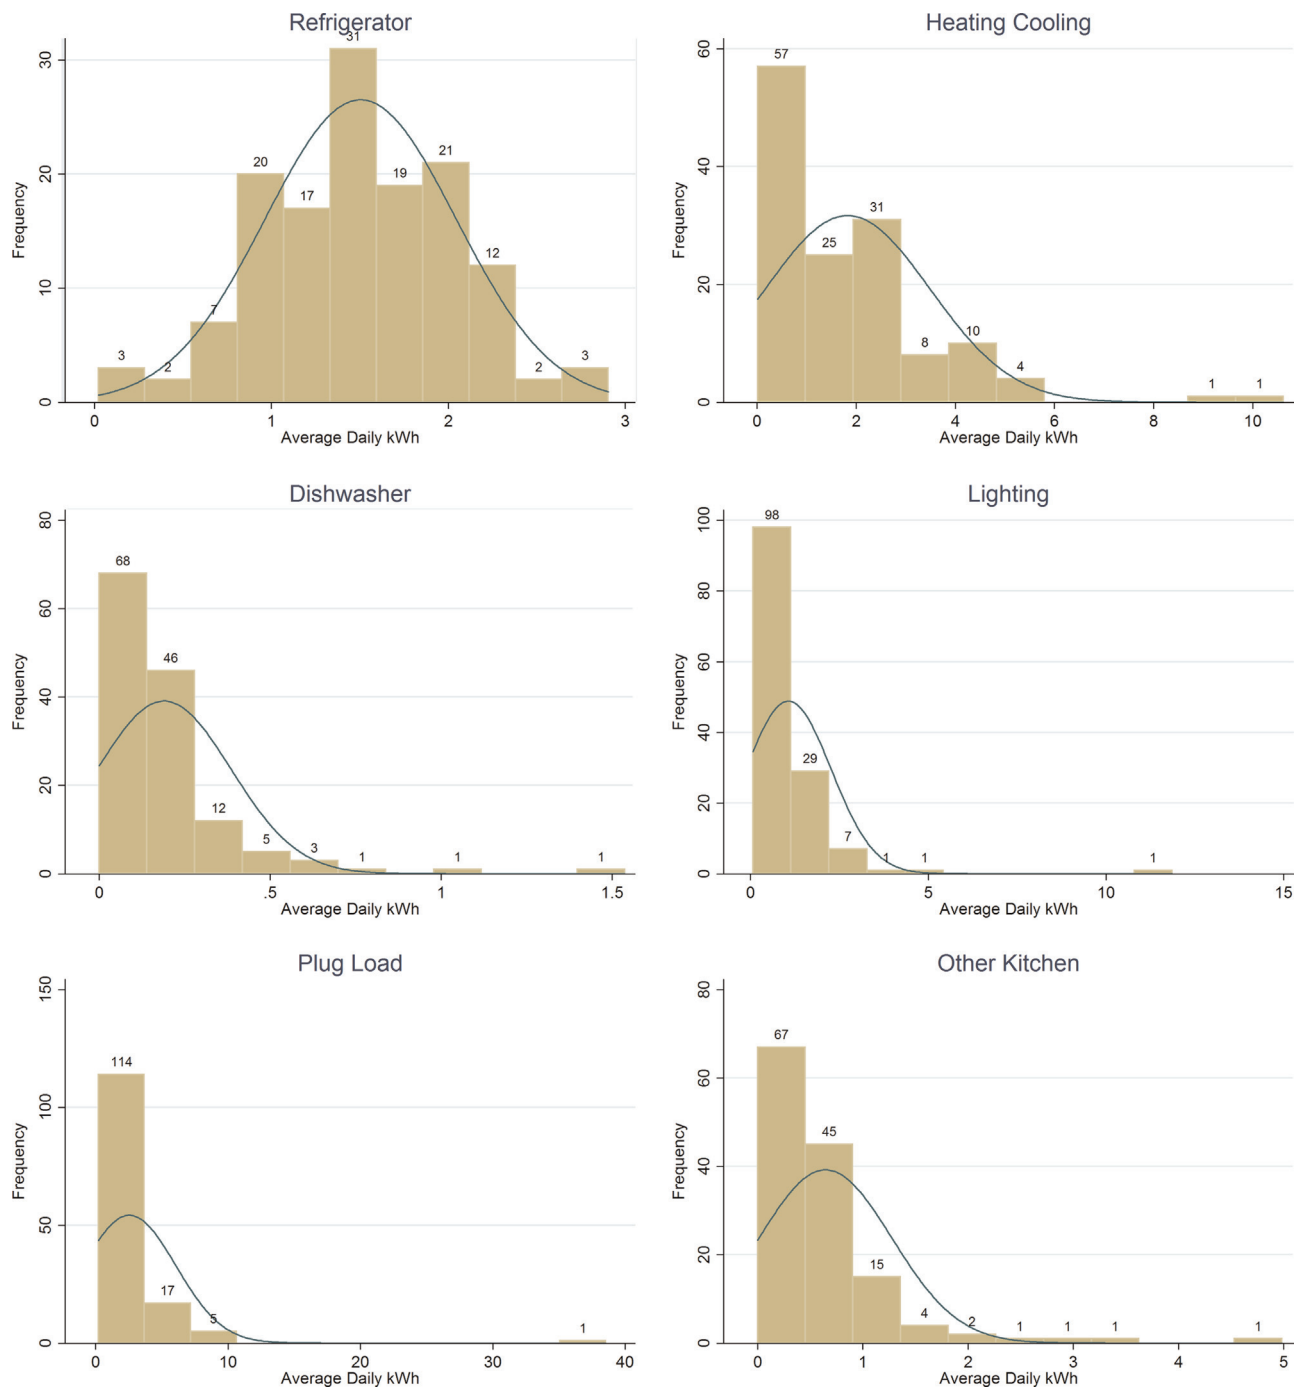 Refrigerator
Frequency
0 10 20 30
3 2 7 20 17 31 19 21 12 2 3
0 1 2 3
Average Daily kWh
Heating Cooling
Frequency
0 20 40 60
57 25 31 8 10 4 1 1
0 2 4 6 8 10
Average Daily kWh
Dishwasher
Frequency
0 20 40 60 80
68 46 12 5 3 1 1 1
0 .5 1 1.5
Average Daily kWh
Lighting
Frequency
0 20 40 60 80 100
98 29 7 1 1 1
0 5 10 15
Average Daily kWh
Plug Load
Frequency
0 50 100 150
114 17 5 1
0 10 20 30 40
Average Daily kWh
Other Kitchen
Frequency
0 20 40 60 80
67 45 15 4 2 1 1 1 1
0 1 2 3 4 5
Average Daily kWh